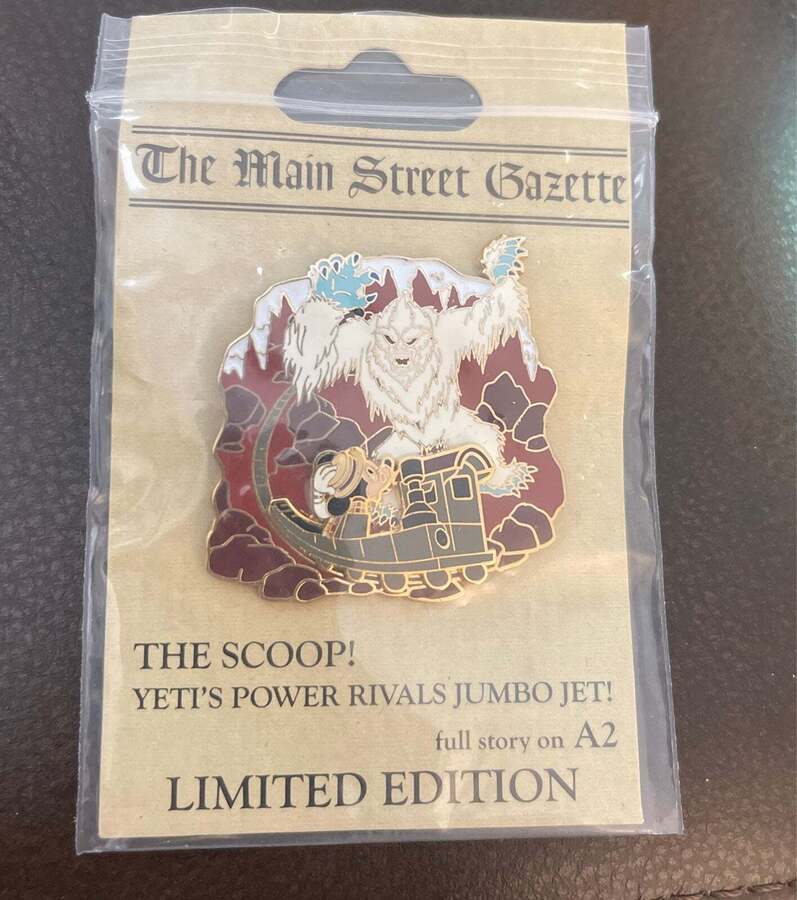 The Main Street Gazette
THE SCOOP!
YETI'S POWER RIVALS JUMBO JET!
full story on A2
LIMITED EDITION